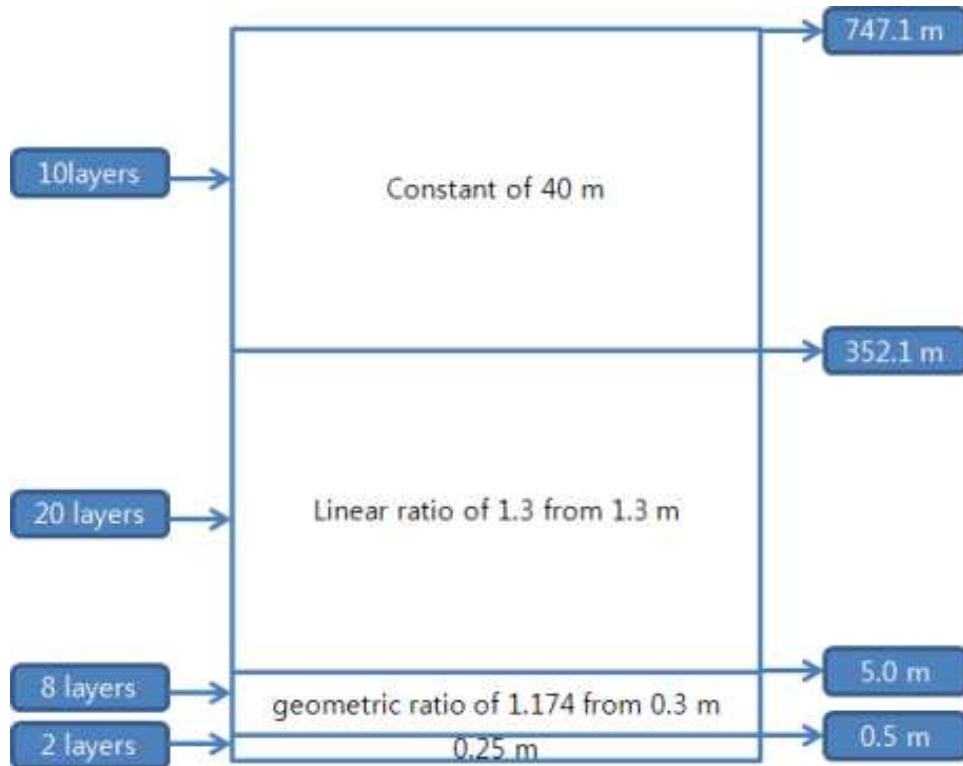 747.1 m
10layers
Constant of 40 m
352.1 m
20 layers
Linear ratio of 1.3 from 1.3 m
5.0 m
8 layers
geometric ratio of 1.174 from 0.3 m
0.5 m
2 layers
0.25 m